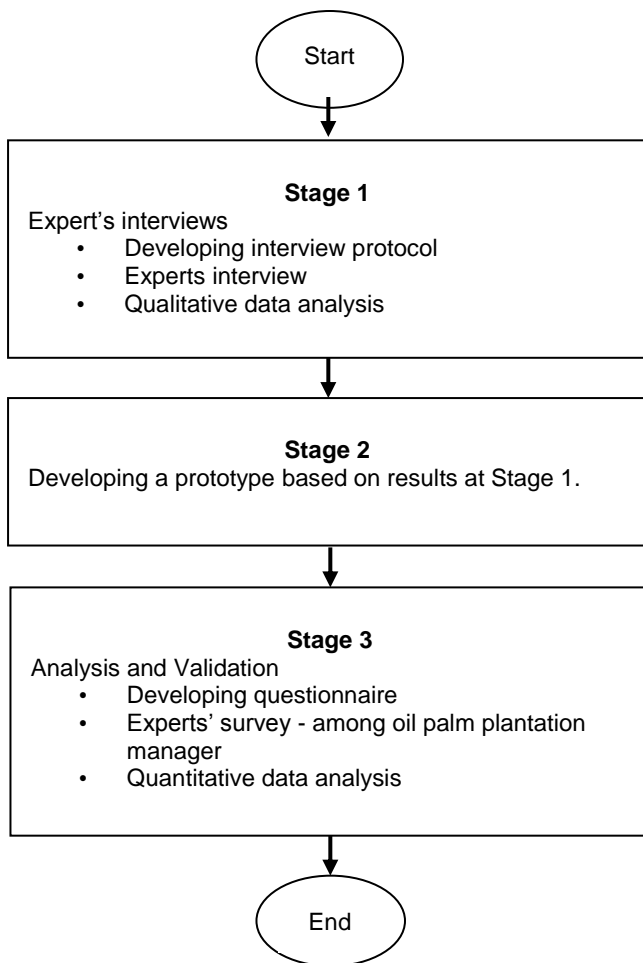 Start
Stage 1
Expert’s interviews
• Developing interview protocol
• Experts interview
• Qualitative data analysis
Stage 2
Developing a prototype based on results at Stage 1.
Stage 3
Analysis and Validation
• Developing questionnaire
• Experts’ survey - among oil palm plantation
manager
• Quantitative data analysis
End